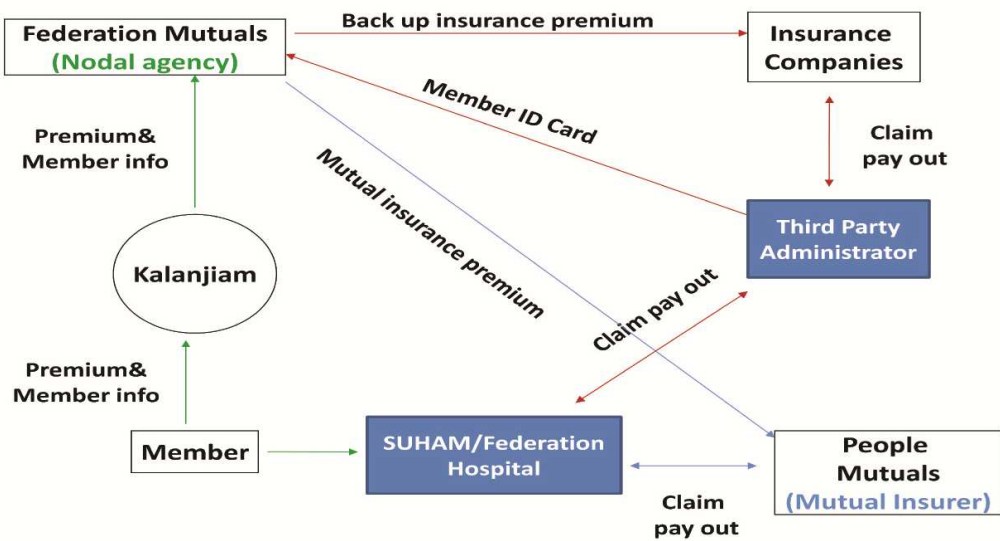 Back up insurance premium
Federation Mutuals
(Nodal agency)
Insurance
Companies
Member ID Card
Premium&
Member info
Claim
pay out
Mutual insurance premium
Third Party
Administrator
Kalanjiam
Claim pay out
Premium&
Member info
Member
SUHAM/Federation
Hospital
People
Mutuals
(Mutual Insurer)
Claim
pay out